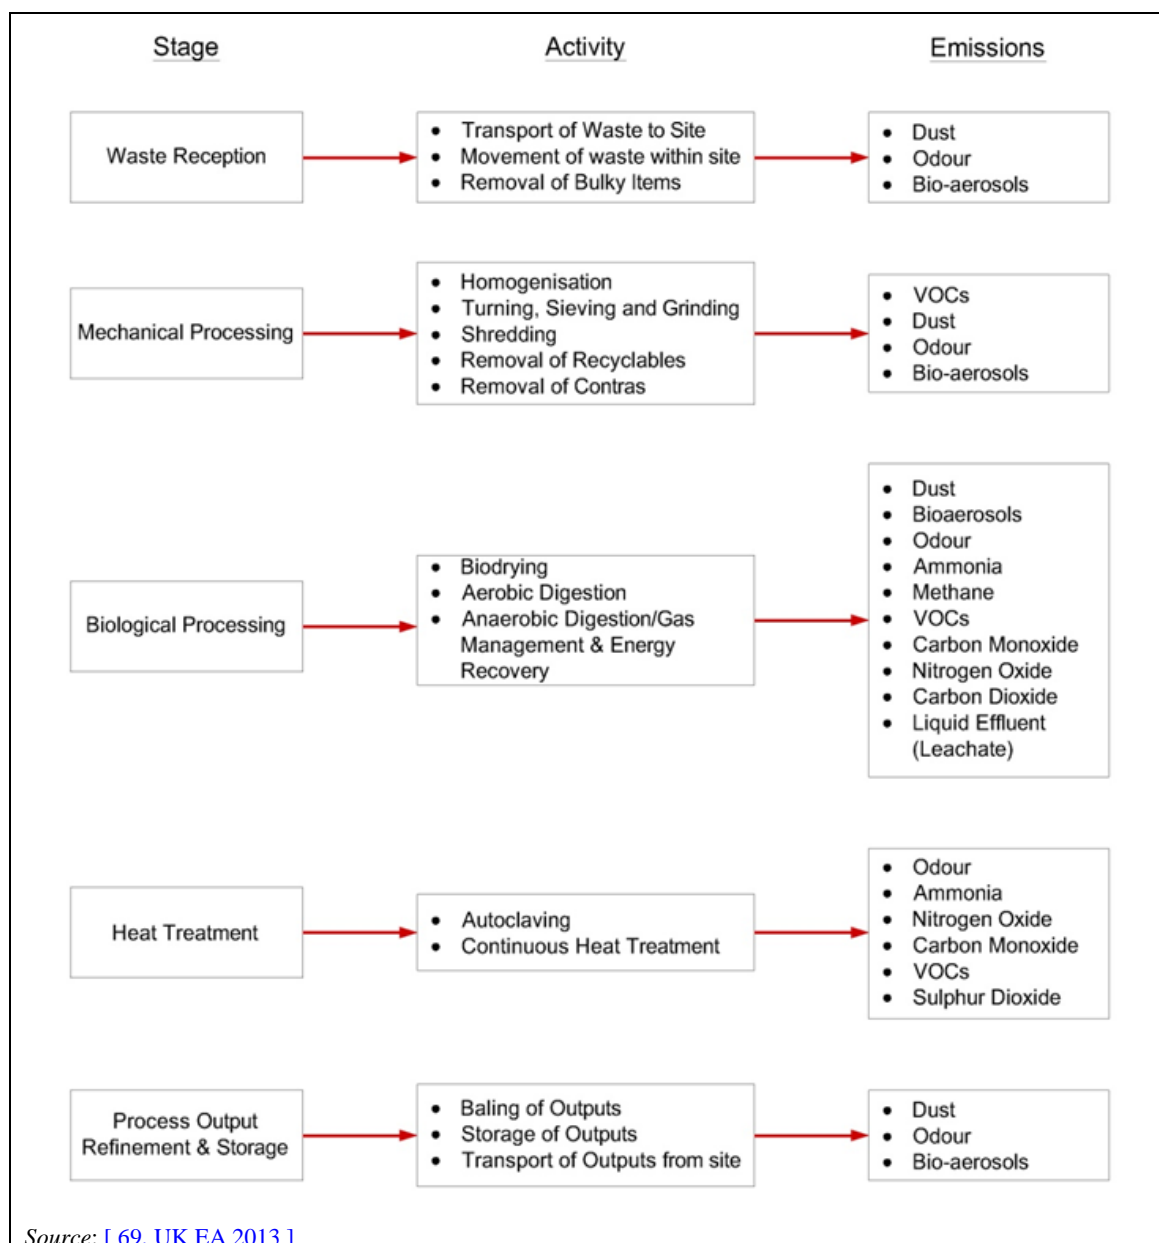 Stage
Activity
Emissions
Waste Reception
• Transport of Waste to Site
• Movement of waste within site
• Removal of Bulky Items
• Dust
• Odour
• Bio-aerosols
Mechanical Processing
• Homogenisation
• Turning, Sieving and Grinding
• Shredding
• Removal of Recyclables
• Removal of Contras
• VOCs
• Dust
• Odour
• Bio-aerosols
Biological Processing
• Biodrying
• Aerobic Digestion
• Anaerobic Digestion/Gas
Management & Energy
Recovery
• Dust
• Bioaerosols
• Odour
• Ammonia
• Methane
• VOCs
• Carbon Monoxide
• Nitrogen Oxide
• Carbon Dioxide
• Liquid Effluent
(Leachate)
Heat Treatment
• Autoclaving
• Continuous Heat Treatment
• Odour
• Ammonia
• Nitrogen Oxide
• Carbon Monoxide
• VOCs
• Sulphur Dioxide
Process Output
Refinement & Storage
• Baling of Outputs
• Storage of Outputs
• Transport of Outputs from site
• Dust
• Odour
• Bio-aerosols
Source: [ 69, UK EA 2013 ]